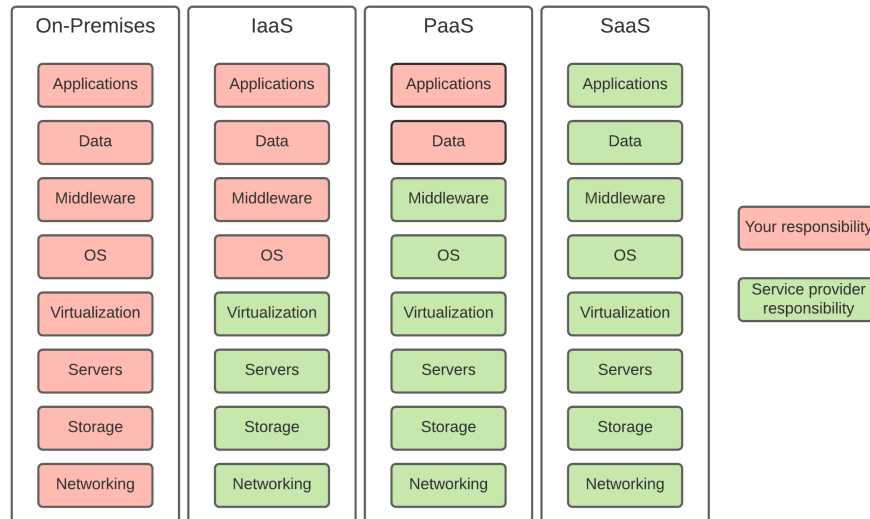 On-Premises
IaaS
PaaS
SaaS
Applications
Applications
Applications
Applications
Data
Data
Data
Data
Middleware
Middleware
Middleware
Middleware
Your responsibility
OS
OS
OS
OS
Service provider
responsibility
Virtualization
Virtualization
Virtualization
Virtualization
Servers
Servers
Servers
Servers
Storage
Storage
Storage
Storage
Networking
Networking
Networking
Networking